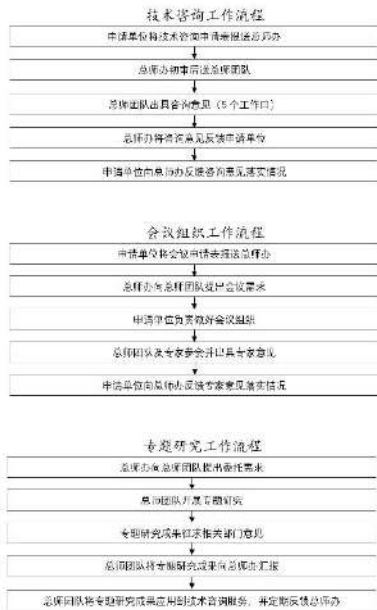 技术咨询工作流程
申请单位将技术咨询申请表报送总师办
总师办初审后送总师团队
总师团队出具咨询意见（5个工作日）
总师办将咨询意见反馈申请单位
申请单位向总师办反馈咨询意见落实情况
会议组织工作流程
申请单位将会议申请表报送总师办
总师办向总师团队提出会议需求
申请单位负责做好会议组织
总师团队及专家参会并出具专家意见
申请单位向总师办反馈专家意见落实情况
专题研究工作流程
总师办向总师团队提出委托需求
总师团队开展专题研究
专题研究成果征求相关部门意见
总师团队将专题研究成果向总师办汇报
总师团队将专题研究成果应用到技术咨询服务，并定期反馈总师办